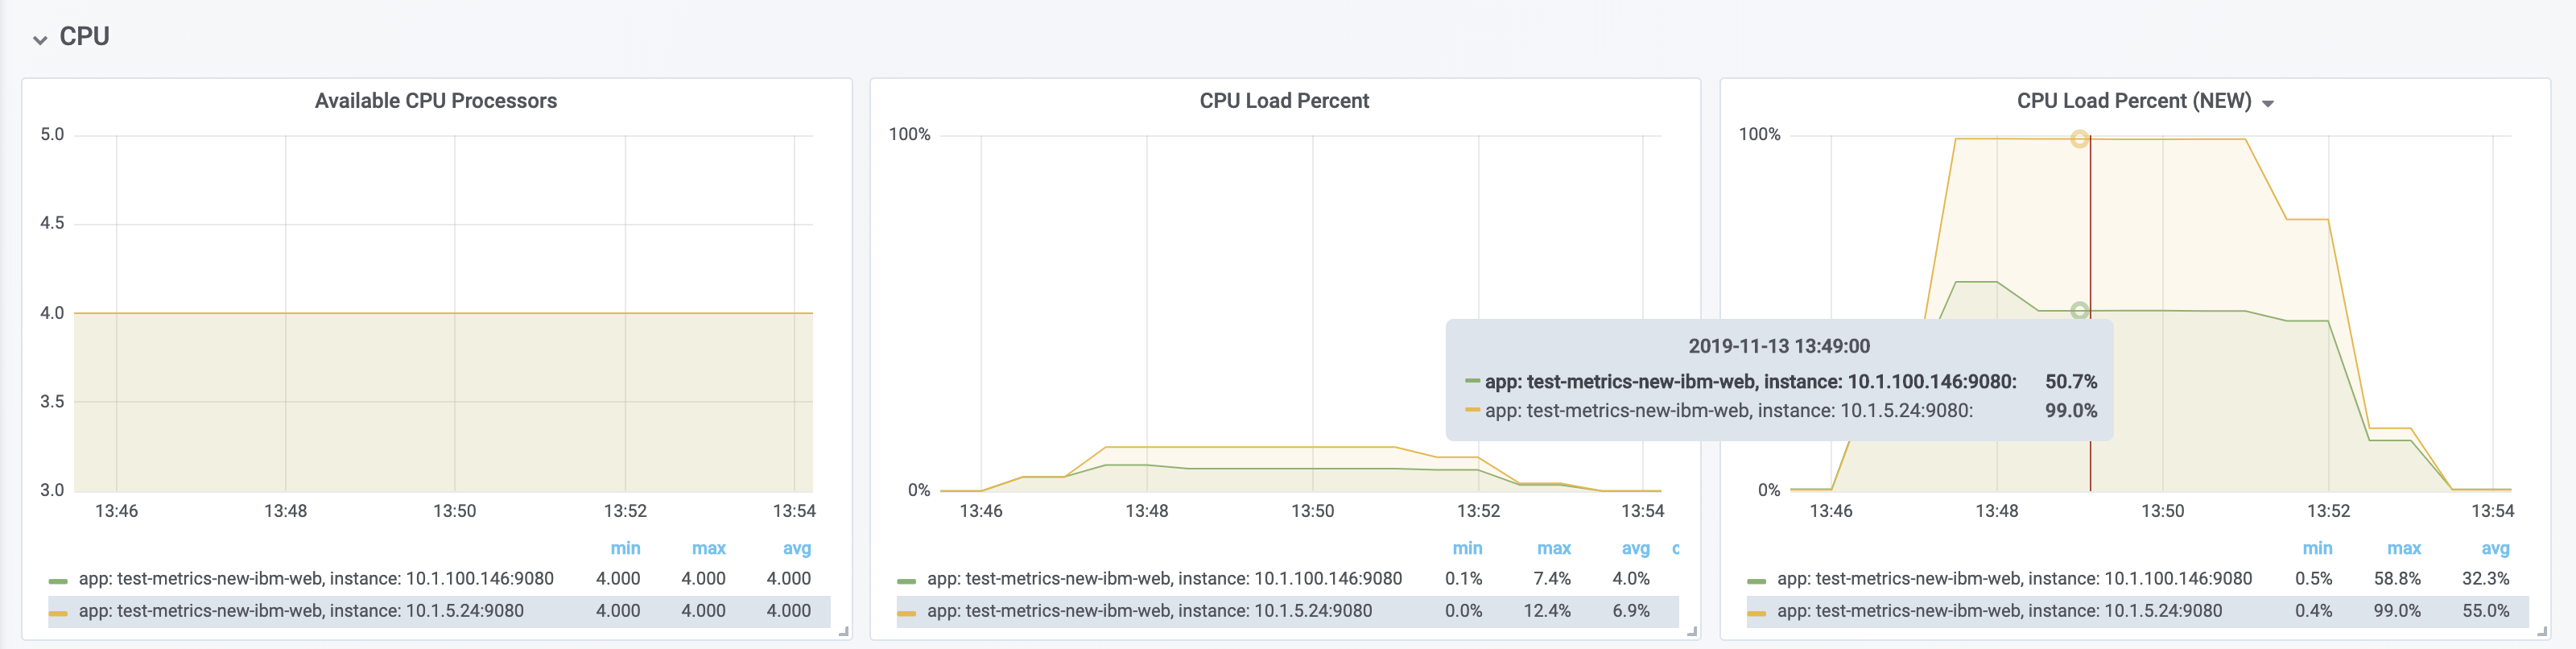 CPU
Available CPU Processors
5.0
4.5
4.0
3.5
3.0
13:46 13:48 13:50 13:52 13:54
min max avg
app: test-metrics-new-ibm-web, instance: 10.1.100.146:9080 4.000 4.000 4.000
app: test-metrics-new-ibm-web, instance: 10.1.5.24:9080 4.000 4.000 4.000
CPU Load Percent
100%
0%
13:46 13:48 13:50 13:52 13:54
min max avg c
app: test-metrics-new-ibm-web, instance: 10.1.100.146:9080 0.1% 7.4% 4.0%
app: test-metrics-new-ibm-web, instance: 10.1.5.24:9080 0.0% 12.4% 6.9%
CPU Load Percent (NEW)
100%
0%
2019-11-13 13:49:00
app: test-metrics-new-ibm-web, instance: 10.1.100.146:9080: 50.7%
app: test-metrics-new-ibm-web, instance: 10.1.5.24:9080: 99.0%
13:46 13:48 13:50 13:52 13:54
min max avg
app: test-metrics-new-ibm-web, instance: 10.1.100.146:9080 0.5% 58.8% 32.3%
app: test-metrics-new-ibm-web, instance: 10.1.5.24:9080 0.4% 99.0% 55.0%